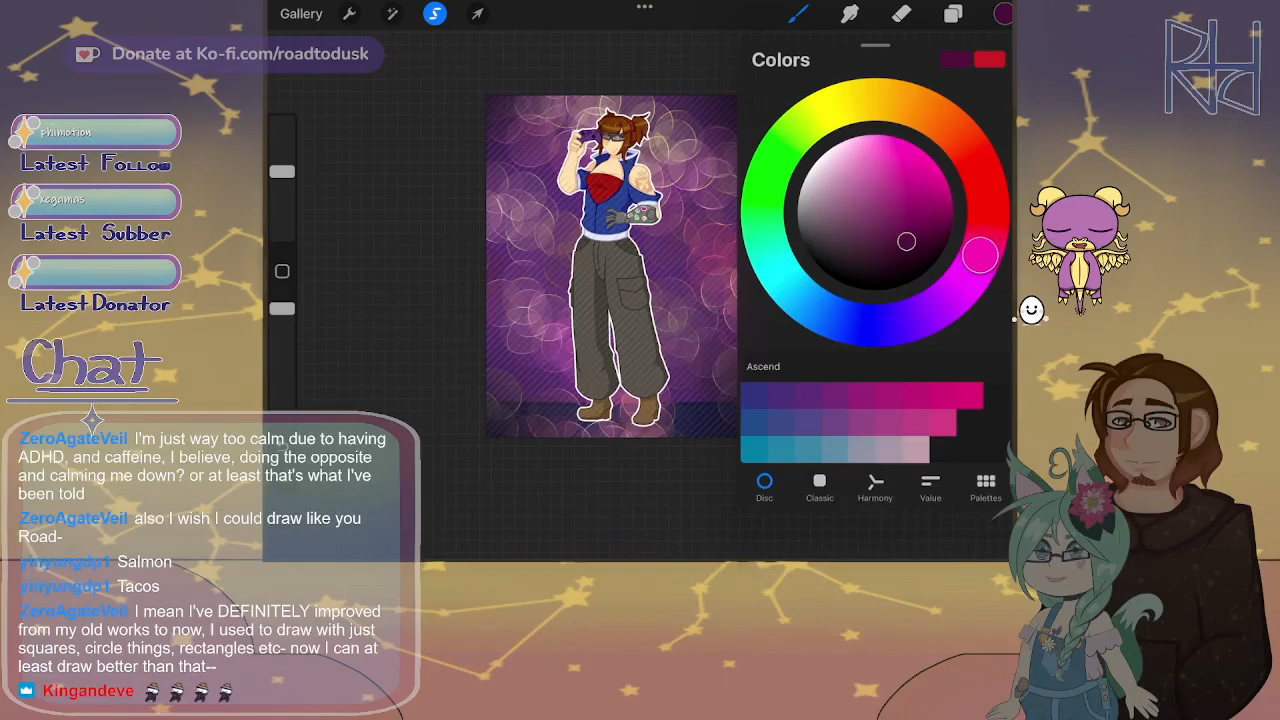 Gallery
Donate at Ko-fi.com/roadtodusk
Colors
phimotion
Latest Follow
xegamas
Latest Subber
Latest Donator
Chat
ZeroAgateVeil I'm just way too calm due to having
ADHD, and caffeine, I believe, doing the opposite
and calming me down? or at least that's what I've
been told
ZeroAgateVeil also I wish I could draw like you
Road-
yinyungdp1 Salmon
yinyungdp1 Tacos
ZeroAgateVeil I mean I've DEFINITELY improved
from my old works to now, I used to draw with just
squares, circle things, rectangles etc- now I can at
least draw better than that--
Kingandeve
Ascend
Disc
Classic
Harmony
Value
Palettes